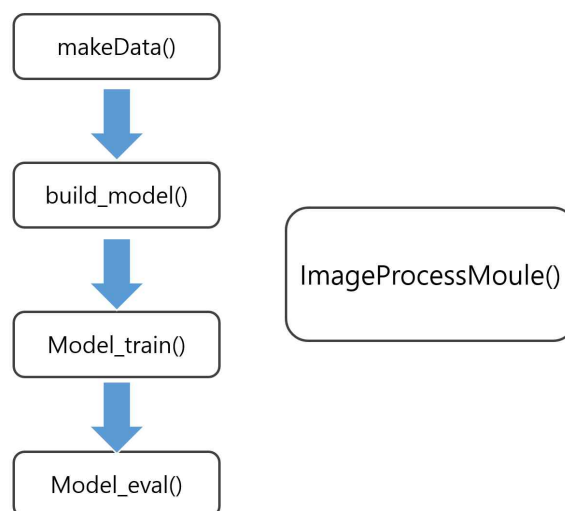 makeData()
build_model()
ImageProcessMoule()
Model_train()
Model_eval()